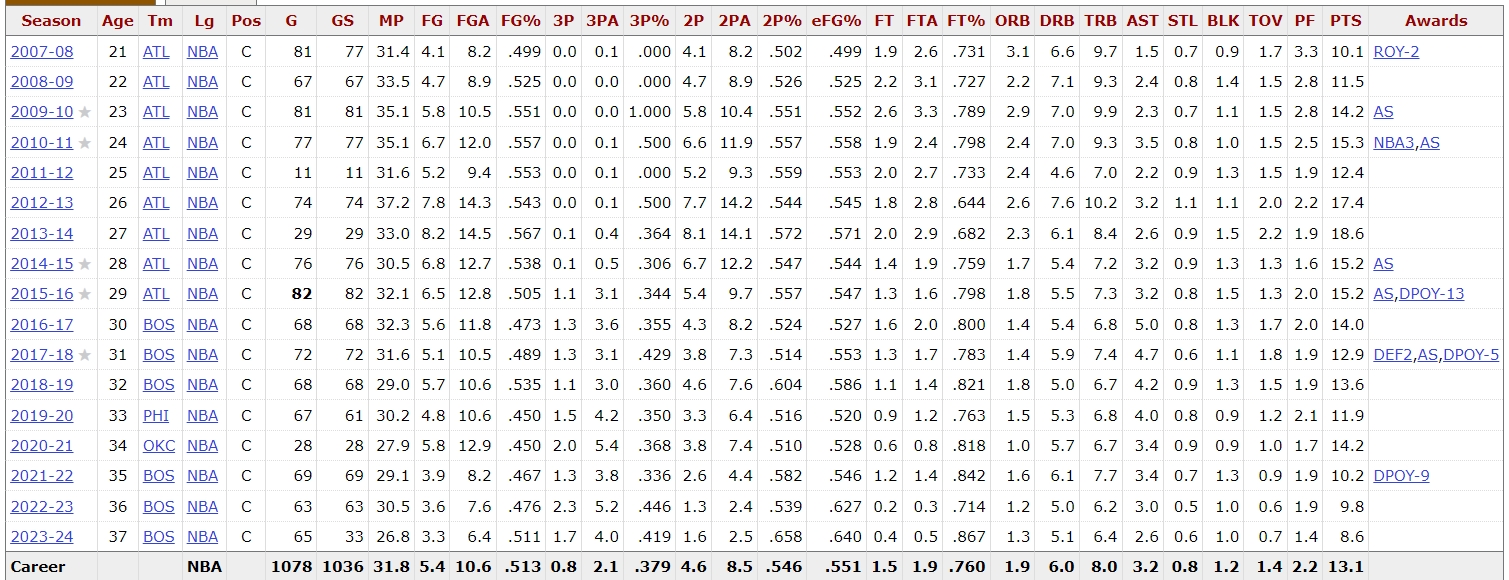 Season Age Tm Lg Pos G GS MP FG FGA FG% 3P 3PA 3P% 2P 2PA 2P% eFG% FT FTA FT% ORB DRB TRB AST STL BLK TOV PF PTS Awards
2007-08 21 ATL NBA C 81 77 31.4 4.1 8.2 .499 0.0 0.1 .000 4.1 8.2 .502 .499 1.9 2.6 .731 3.1 6.6 9.7 1.5 0.7 0.9 1.7 3.3 10.1 ROY-2
2008-09 22 ATL NBA C 67 67 33.5 4.7 8.9 .525 0.0 0.0 .000 4.7 8.9 .526 .525 2.2 3.1 .727 2.2 7.1 9.3 2.4 0.8 1.4 1.5 2.8 11.5
2009-10 ★ 23 ATL NBA C 81 81 35.1 5.8 10.5 .551 0.0 0.0 1.000 5.8 10.4 .551 .552 2.6 3.3 .789 2.9 7.0 9.9 2.3 0.7 1.1 1.5 2.8 14.2 AS
2010-11 ★ 24 ATL NBA C 77 77 35.1 6.7 12.0 .557 0.0 0.1 .500 6.6 11.9 .557 .558 1.9 2.4 .798 2.4 7.0 9.3 3.5 0.8 1.0 1.5 2.5 15.3 NBA3,AS
2011-12 25 ATL NBA C 11 11 31.6 5.2 9.4 .553 0.0 0.1 .000 5.2 9.3 .559 .553 2.0 2.7 .733 2.4 4.6 7.0 2.2 0.9 1.3 1.5 1.9 12.4
2012-13 26 ATL NBA C 74 74 37.2 7.8 14.3 .543 0.0 0.1 .500 7.7 14.2 .544 .545 1.8 2.8 .644 2.6 7.6 10.2 3.2 1.1 1.1 2.0 2.2 17.4
2013-14 27 ATL NBA C 29 29 33.0 8.2 14.5 .567 0.1 0.4 .364 8.1 14.1 .572 .571 2.0 2.9 .682 2.3 6.1 8.4 2.6 0.9 1.5 2.2 1.9 18.6
2014-15 ★ 28 ATL NBA C 76 76 30.5 6.8 12.7 .538 0.1 0.5 .306 6.7 12.2 .547 .544 1.4 1.9 .759 1.7 5.4 7.2 3.2 0.9 1.3 1.3 1.6 15.2 AS
2015-16 ★ 29 ATL NBA C 82 82 32.1 6.5 12.8 .505 1.1 3.1 .344 5.4 9.7 .557 .547 1.3 1.6 .798 1.8 5.5 7.3 3.2 0.8 1.5 1.3 2.0 15.2 AS,DPOY-13
2016-17 30 BOS NBA C 68 68 32.3 5.6 11.8 .473 1.3 3.6 .355 4.3 8.2 .524 .527 1.6 2.0 .800 1.4 5.4 6.8 5.0 0.8 1.3 1.7 2.0 14.0
2017-18 ★ 31 BOS NBA C 72 72 31.6 5.1 10.5 .489 1.3 3.1 .429 3.8 7.3 .514 .553 1.3 1.7 .783 1.4 5.9 7.4 4.7 0.6 1.1 1.8 1.9 12.9 DEF2,AS,DPOY-5
2018-19 32 BOS NBA C 68 68 29.0 5.7 10.6 .535 1.1 3.0 .360 4.6 7.6 .604 .586 1.1 1.4 .821 1.8 5.0 6.7 4.2 0.9 1.3 1.5 1.9 13.6
2019-20 33 PHI NBA C 67 61 30.2 4.8 10.6 .450 1.5 4.2 .350 3.3 6.4 .516 .520 0.9 1.2 .763 1.5 5.3 6.8 4.0 0.8 0.9 1.2 2.1 11.9
2020-21 34 OKC NBA C 28 28 27.9 5.8 12.9 .450 2.0 5.4 .368 3.8 7.4 .510 .528 0.6 0.8 .818 1.0 5.7 6.7 3.4 0.9 0.9 1.0 1.7 14.2
2021-22 35 BOS NBA C 69 69 29.1 3.9 8.2 .467 1.3 3.8 .336 2.6 4.4 .582 .546 1.2 1.4 .842 1.6 6.1 7.7 3.4 0.7 1.3 0.9 1.9 10.2 DPOY-9
2022-23 36 BOS NBA C 63 63 30.5 3.6 7.6 .476 2.3 5.2 .446 1.3 2.4 .539 .627 0.2 0.3 .714 1.2 5.0 6.2 3.0 0.5 1.0 0.6 1.9 9.8
2023-24 37 BOS NBA C 65 33 26.8 3.3 6.4 .511 1.7 4.0 .419 1.6 2.5 .658 .640 0.4 0.5 .867 1.3 5.1 6.4 2.6 0.6 1.0 0.7 1.4 8.6
Career NBA 1078 1036 31.8 5.4 10.6 .513 0.8 2.1 .379 4.6 8.5 .546 .551 1.5 1.9 .760 1.9 6.0 8.0 3.2 0.8 1.2 1.4 2.2 13.1